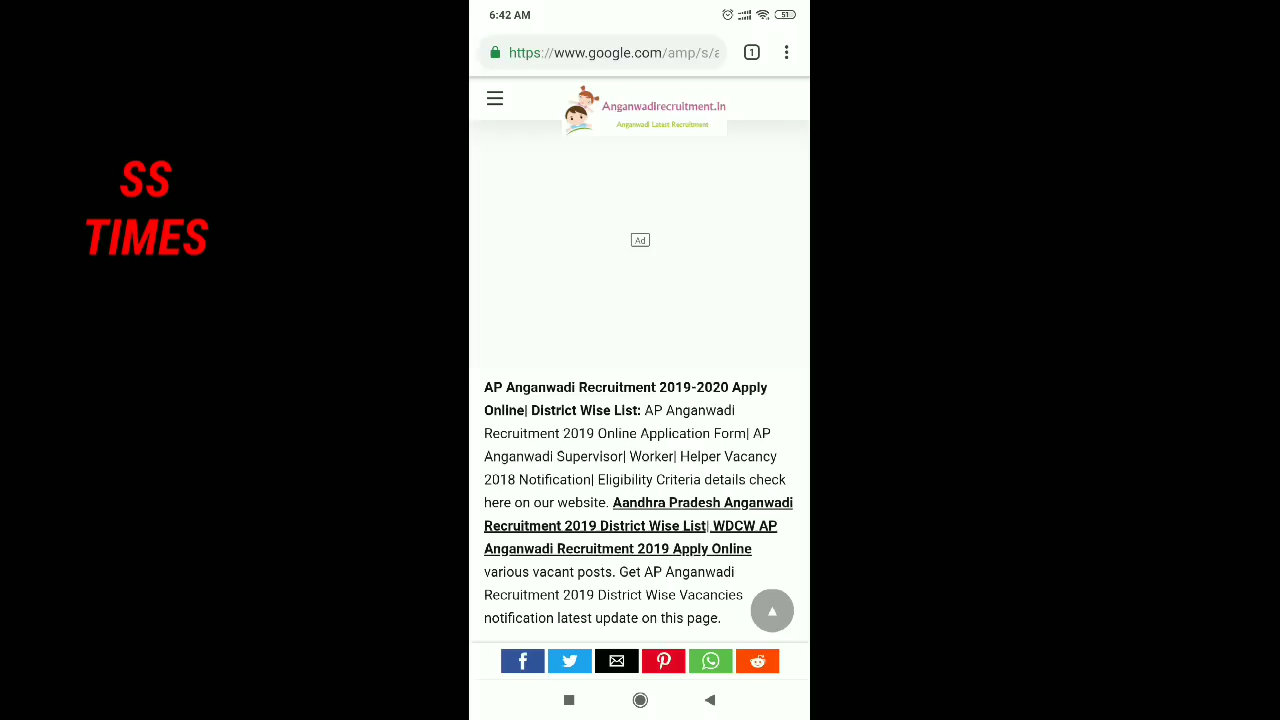 6:42 AM
51
https://www.google.com/amp/s/a
1
Anganwadirecruitment.in
Anganwadi Latest Recruitment
SS
TIMES
Ad
AP Anganwadi Recruitment 2019-2020 Apply
Online| District Wise List: AP Anganwadi
Recruitment 2019 Online Application Form| AP
Anganwadi Supervisor| Worker| Helper Vacancy
2018 Notification| Eligibility Criteria details check
here on our website. Aandhra Pradesh Anganwadi
Recruitment 2019 District Wise List| WDCW AP
Anganwadi Recruitment 2019 Apply Online
various vacant posts. Get AP Anganwadi
Recruitment 2019 District Wise Vacancies
notification latest update on this page.